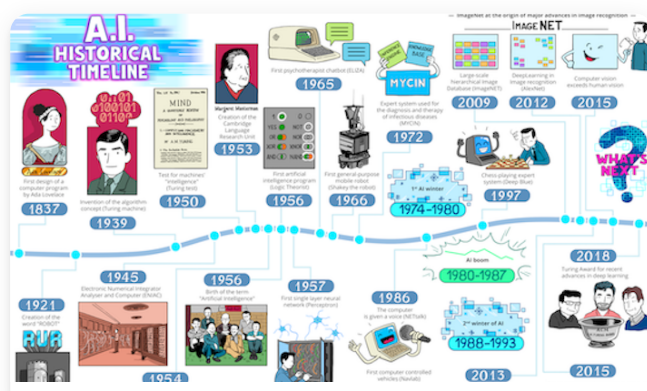 A.I.
HISTORICAL
TIMELINE
First design of a
computer program
by Ada Lovelace
1837
Invention of the algorithm
concept (Turing machine)
1939
MIND
Test for machines'
"intelligence"
(Turing test)
1950
Margaret Masterman
Creation of the
Cambridge
Language
Research Unit
1953
First psychotherapist chatbot (ELIZA)
1965
YES
NO
First artificial
intelligence program
(Logic Theorist)
1956
First general-purpose
mobile robot
(Shakey the robot)
1966
KNOWLEDGE
BASE
MYCIN
Expert system used for
the diagnosis and therapy
of infectious diseases
(MYCIN)
1972
1st AI winter
1974-1980
ImageNet at the origin of major advances in image recognition
IMAGENET
Large-scale
hierarchical Image
Database (ImageNET)
2009
DeepLearning in
image recognition
(AlexNet)
2012
Computer vision
exceeds human vision
2015
Chess-playing expert
system (Deep Blue)
1997
WHAT'S
NEXT
1921
Creation of the
word "ROBOT"
RUR
1945
Electronic Numerical Integrator
Analyser and Computer (ENIAC)
1954
1956
Birth of the term
"Artificial Intelligence"
1957
First single layer neural
network (Perceptron)
AI boom
1980-1987
1986
The computer
is given a voice (NETtalk)
First computer controlled
vehicles (Navlab)
2nd winter of AI
1988-1993
2013
2018
Turing Award for recent
advances in deep learning
2015